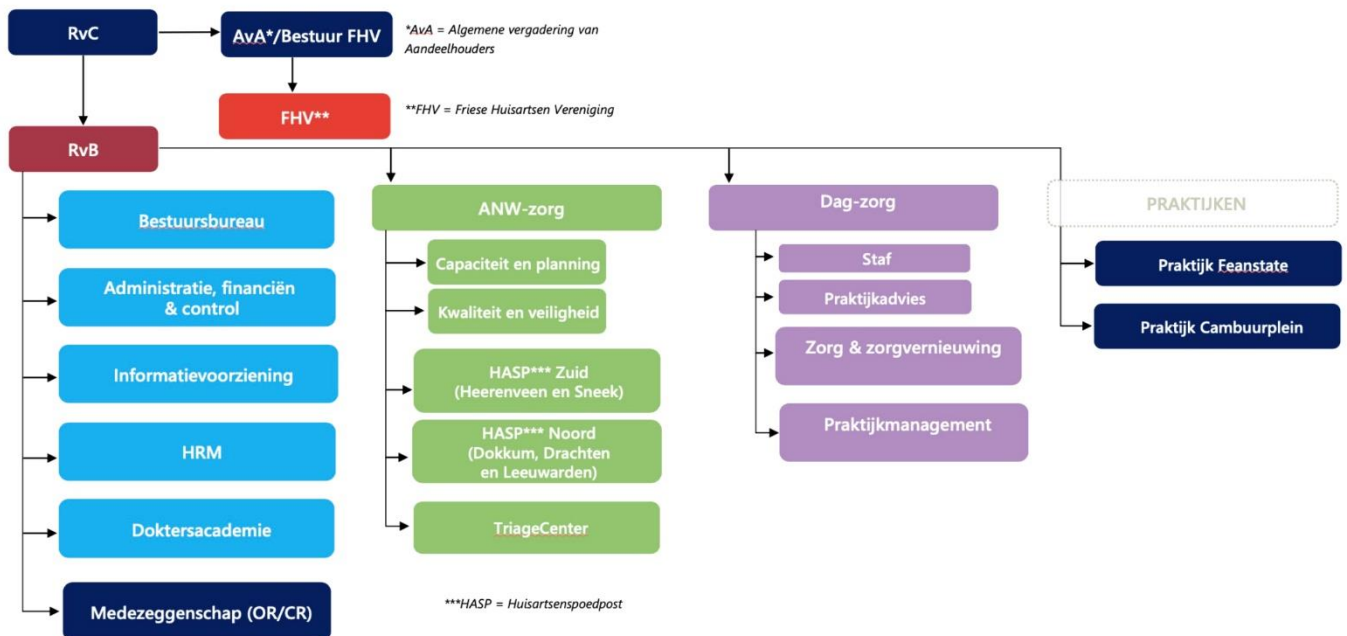 RvC
AvA*/Bestuur FHV
*AvA = Algemene vergadering van
Aandeelhouders
FHV**
**FHV = Friese Huisartsen Vereniging
RvB
Bestuursbureau
Administratie, financiën
& control
Informatievoorziening
HRM
Doktersacademie
Medezeggenschap (OR/CR)
ANW-zorg
Capaciteit en planning
Kwaliteit en veiligheid
HASP*** Zuid
(Heerenveen en Sneek)
HASP*** Noord
(Dokkum, Drachten
en Leeuwarden)
TriageCenter
***HASP = Huisartsenspoedpost
Dag-zorg
Staf
Praktijkadvies
Zorg & zorgvernieuwing
Praktijkmanagement
PRAKTIJKEN
Praktijk Feanstate
Praktijk Cambuurplein